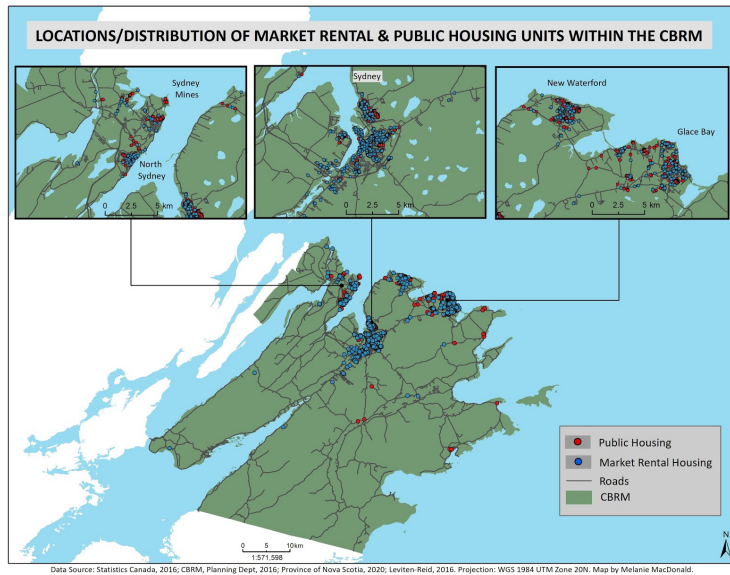 LOCATIONS/DISTRIBUTION OF MARKET RENTAL & PUBLIC HOUSING UNITS WITHIN THE CBRM
Sydney
Mines
North
Sydney
0 2.5 5 km
Sydney
0 2.5 5 km
New Waterford
Glace Bay
0 2.5 5 km
Public Housing
Market Rental Housing
Roads
CBRM
0 5 10km
1:571,598
N
Data Source: Statistics Canada, 2016; CBRM, Planning Dept, 2016; Province of Nova Scotia, 2020; Leviten-Reid, 2016. Projection: WGS 1984 UTM Zone 20N. Map by Melanie MacDonald.